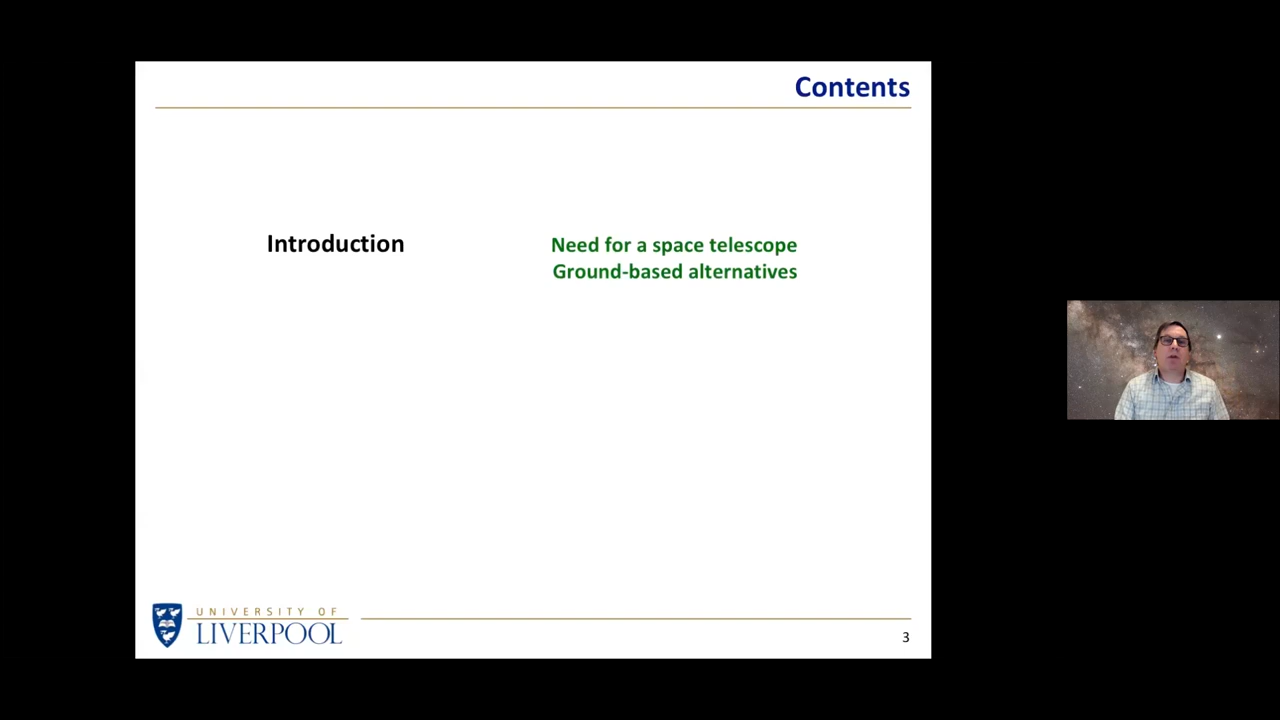 Contents
Introduction
Need for a space telescope
Ground-based alternatives
UNIVERSITY OF
LIVERPOOL
3